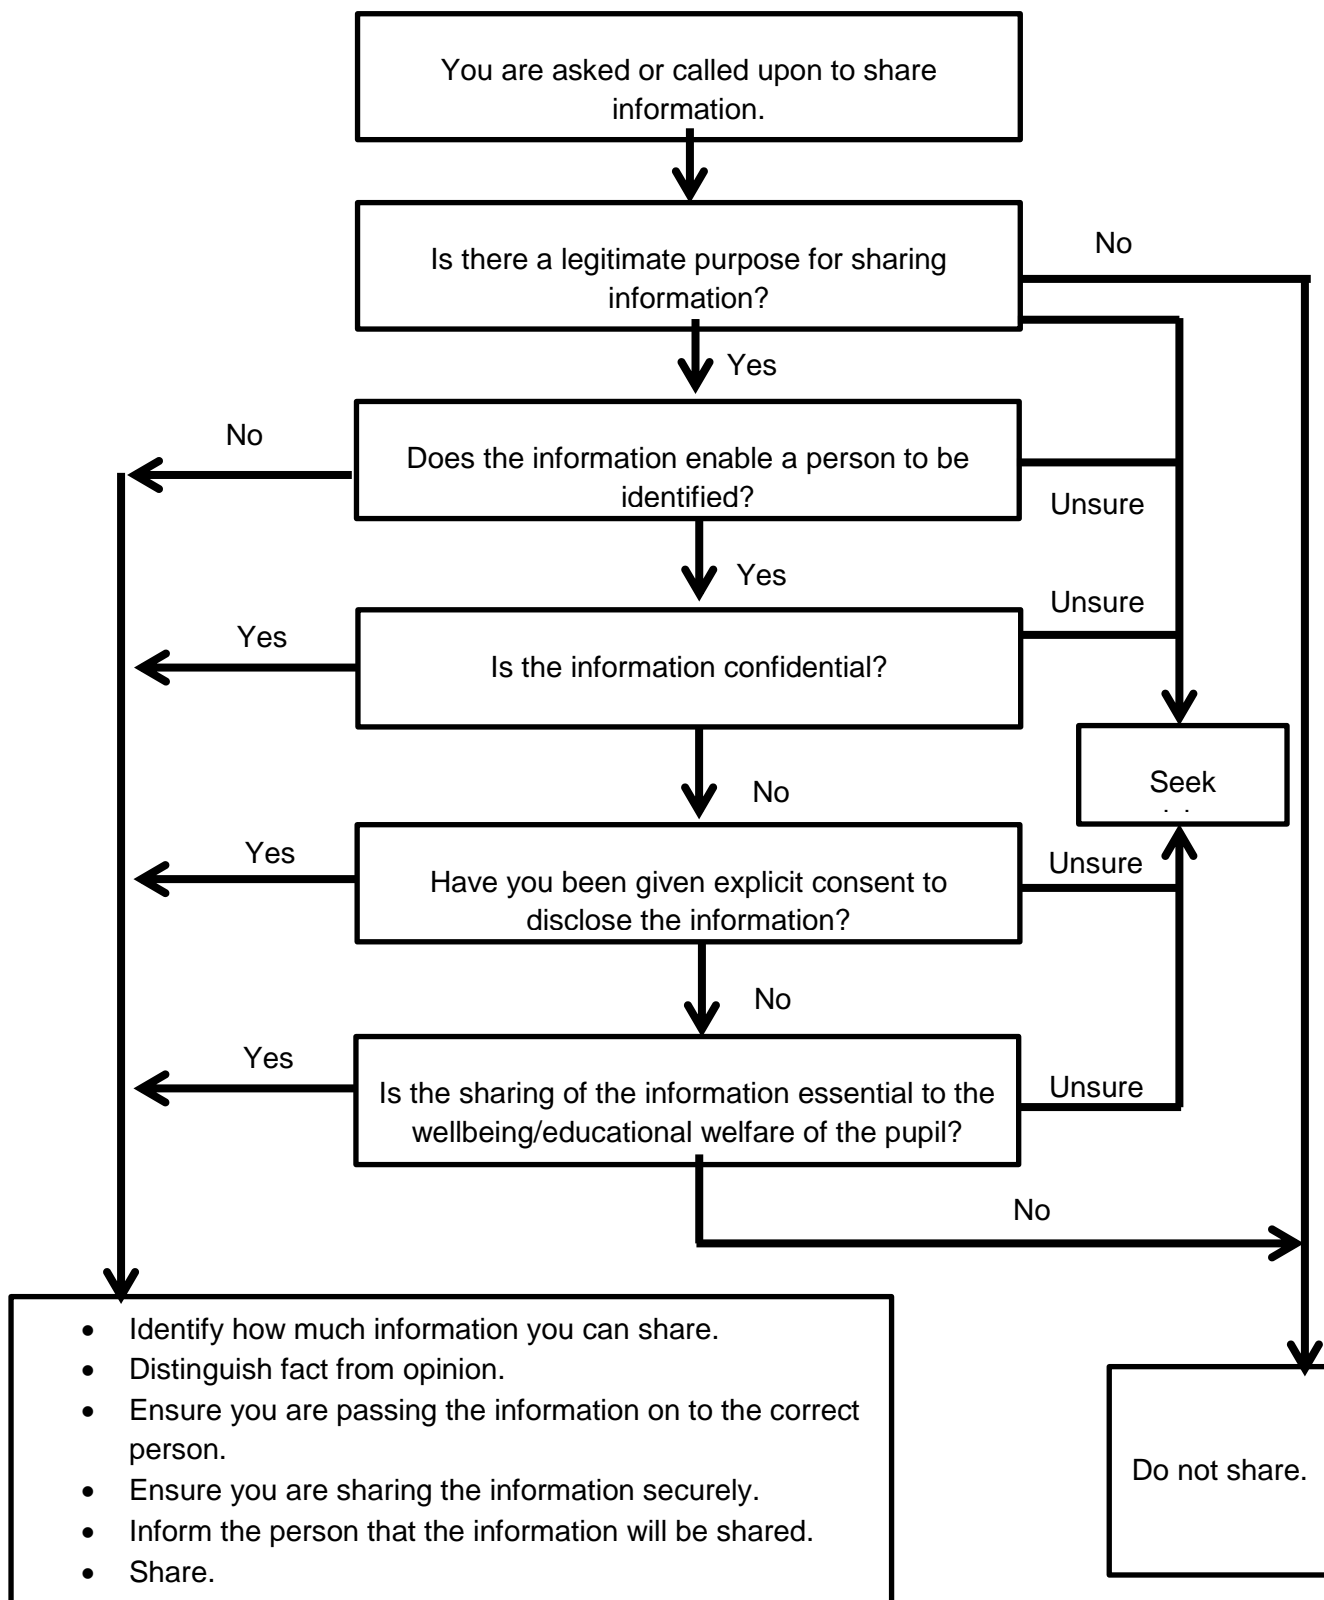 You are asked or called upon to share
information.
Is there a legitimate purpose for sharing
information?
No
Yes
No
Does the information enable a person to be
identified?
Unsure
Yes
Unsure
Yes
Is the information confidential?
Seek
No
Yes
Have you been given explicit consent to
disclose the information?
Unsure
No
Yes
Is the sharing of the information essential to the
wellbeing/educational welfare of the pupil?
Unsure
No
• Identify how much information you can share.
• Distinguish fact from opinion.
• Ensure you are passing the information on to the correct
person.
• Ensure you are sharing the information securely.
• Inform the person that the information will be shared.
• Share.
Do not share.